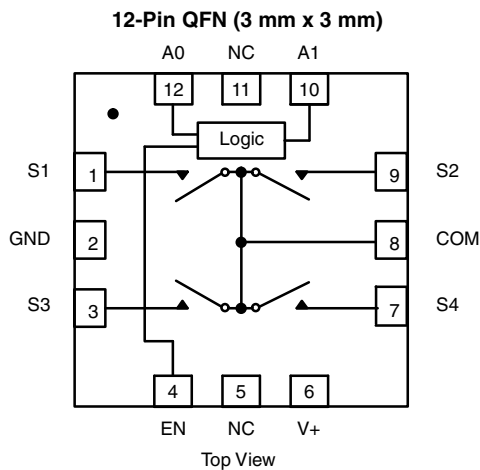 12-Pin QFN (3 mm x 3 mm)
A0 NC A1
12 11 10
Logic
S1 1 9 S2
GND 2 8 COM
S3 3 7 S4
4 5 6
EN NC V+
Top View